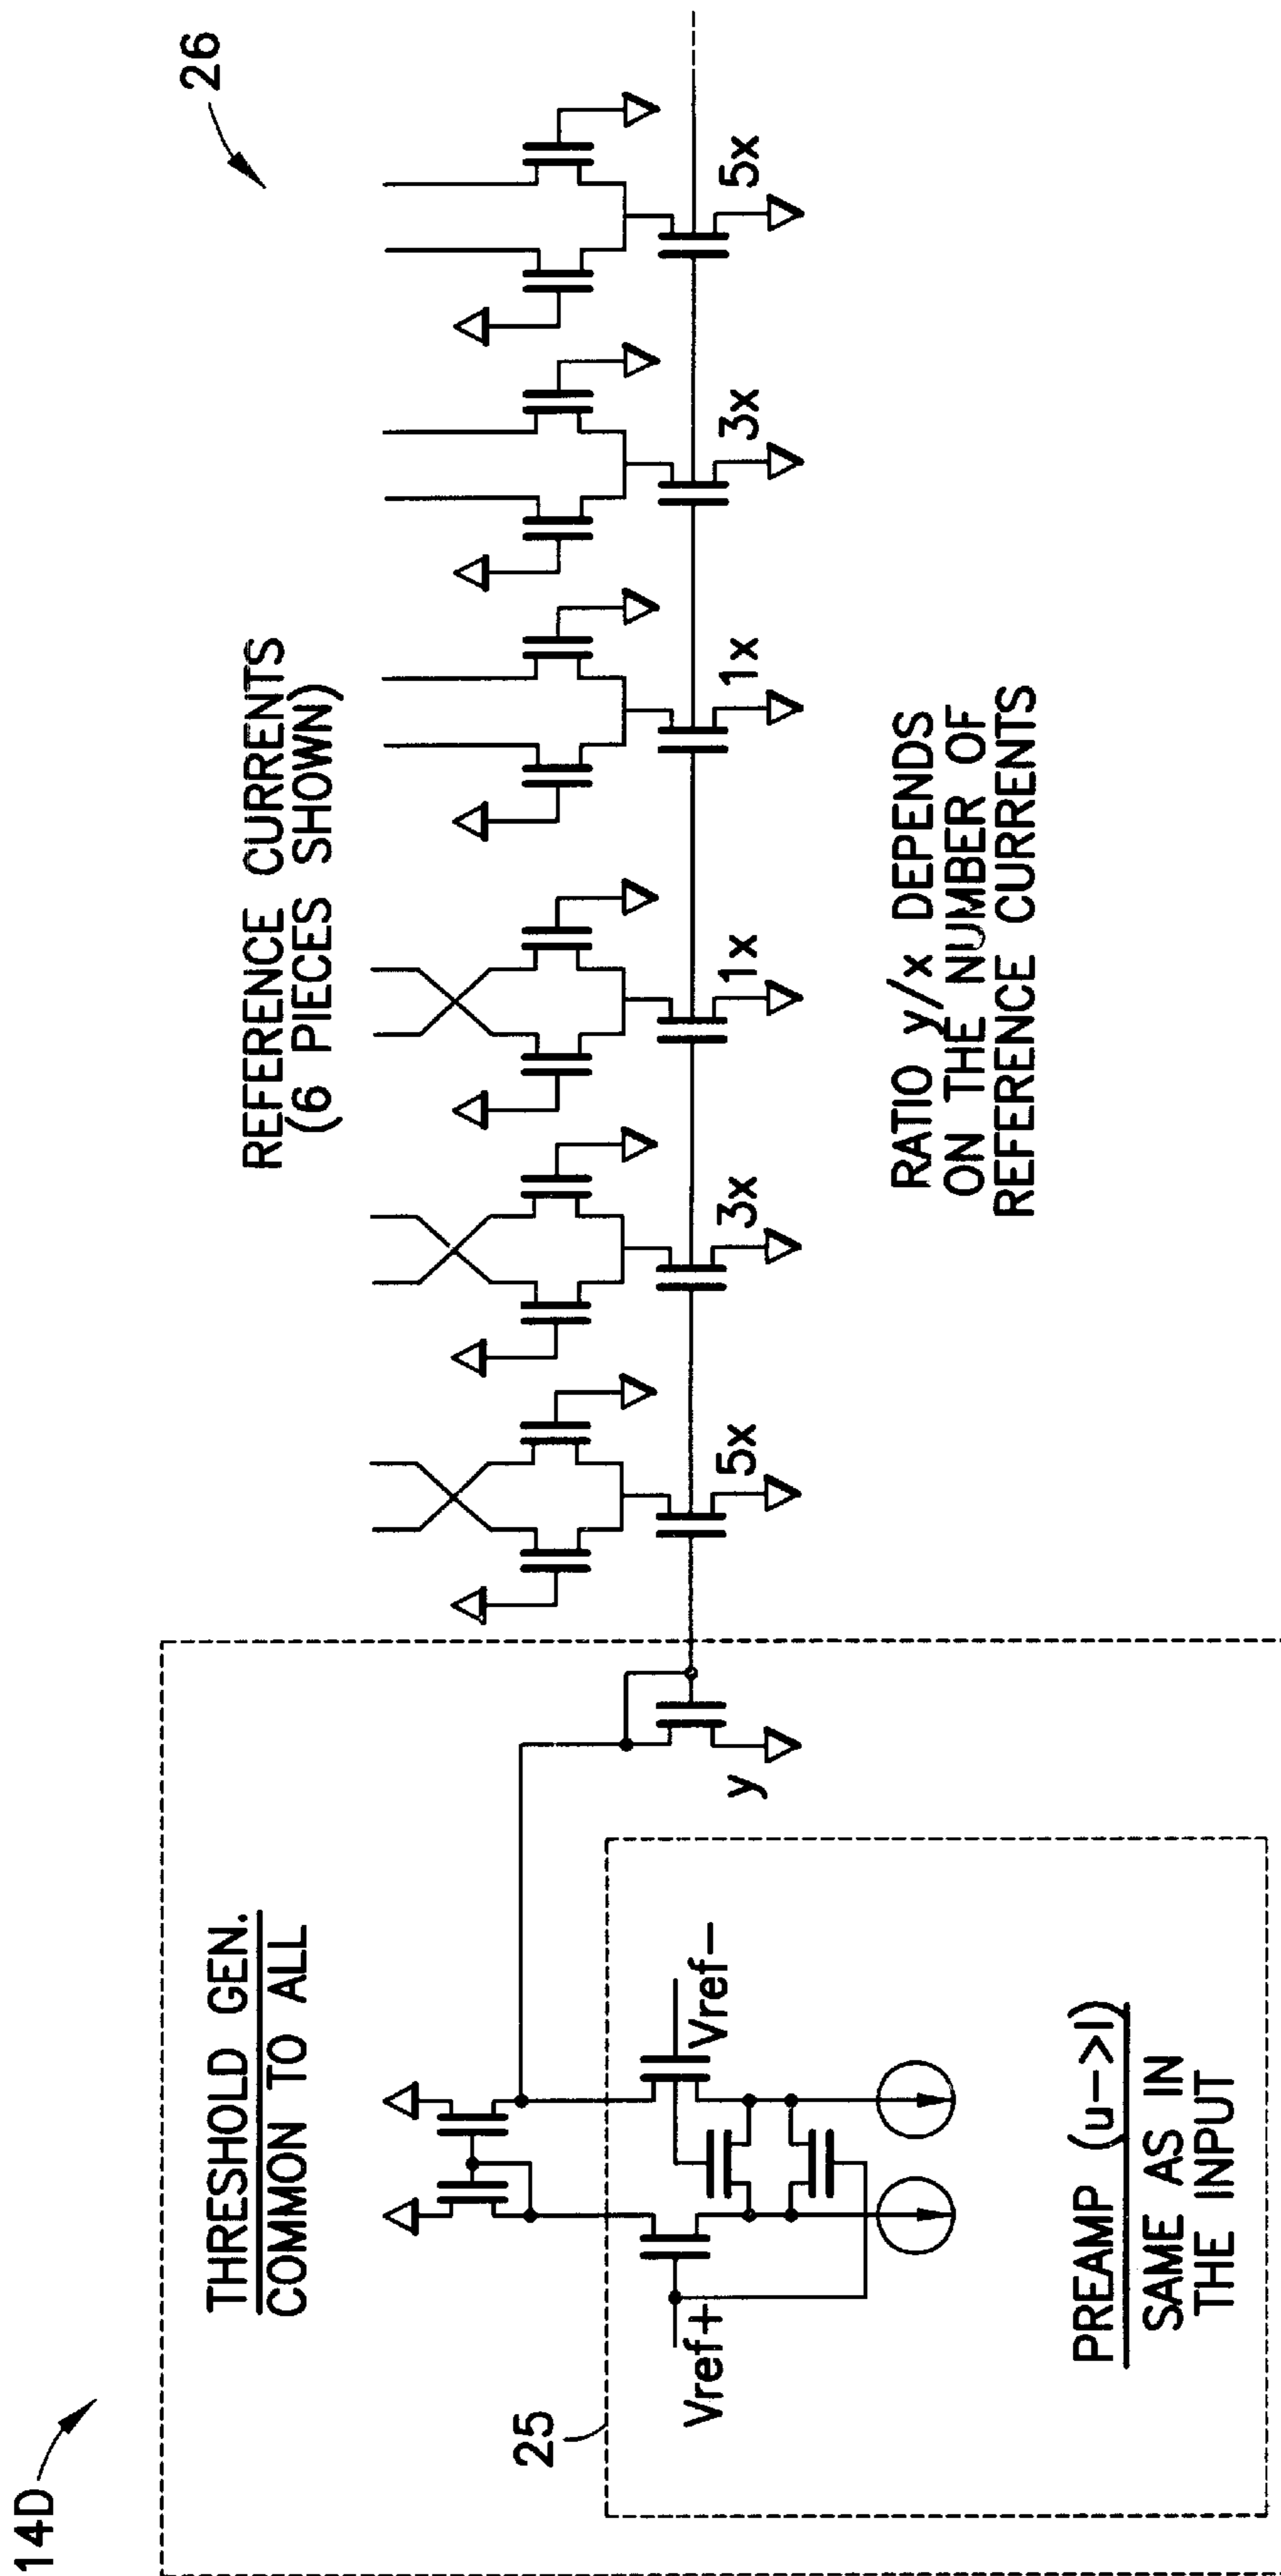 14D
26
THRESHOLD GEN.
COMMON TO ALL
REFERENCE CURRENTS
(6 PIECES SHOWN)
25
Vref+
Vref-
y
5x
3x
1x
1x
3x
5x
PREAMP (u->I)
SAME AS IN
THE INPUT
RATIO y/x DEPENDS
ON THE NUMBER OF
REFERENCE CURRENTS